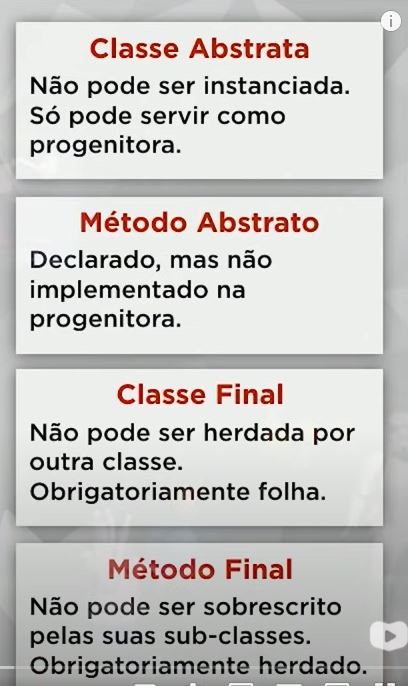 Classe Abstrata
Não pode ser instanciada.
Só pode servir como
progenitora.
Método Abstrato
Declarado, mas não
implementado na
progenitora.
Classe Final
Não pode ser herdada por
outra classe.
Obrigatoriamente folha.
Método Final
Não pode ser sobrescrito
pelas suas sub-classes.
Obrigatoriamente herdado.